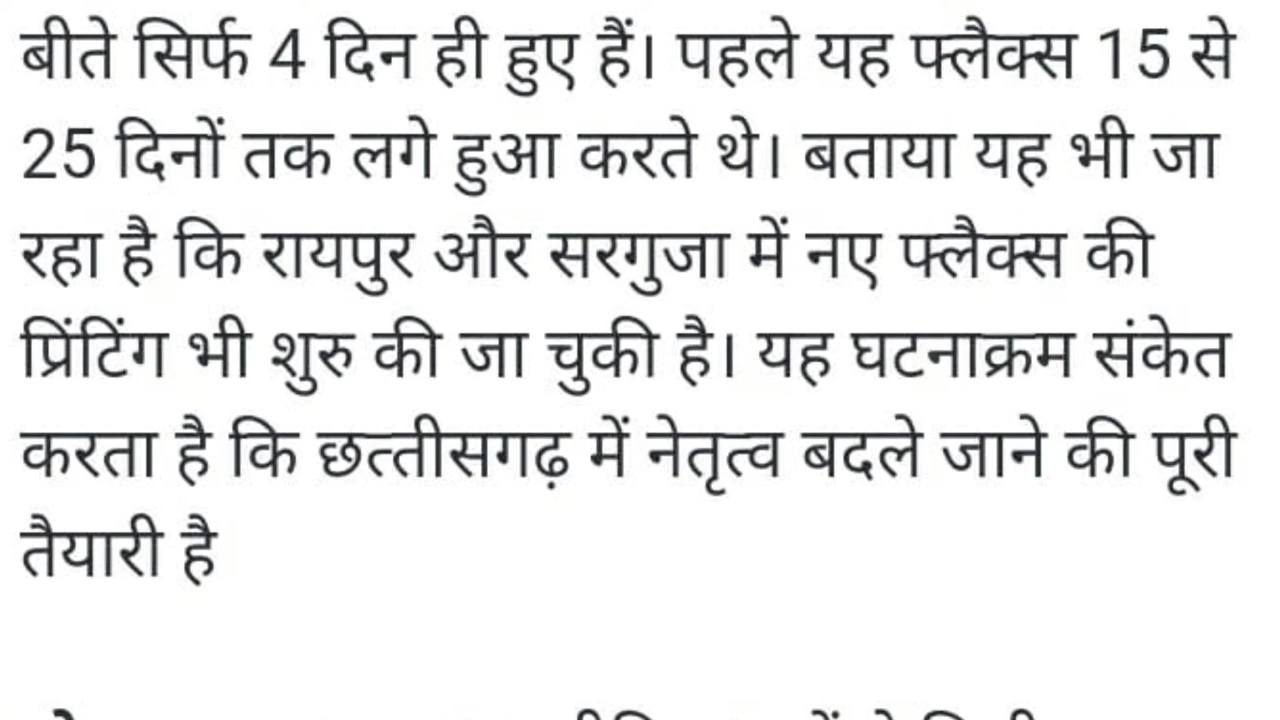 बीते सिर्फ 4 दिन ही हुए हैं। पहले यह फ्लैक्स 15 से
25 दिनों तक लगे हुआ करते थे। बताया यह भी जा
रहा है कि रायपुर और सरगुजा में नए फ्लैक्स की
प्रिंटिंग भी शुरु की जा चुकी है। यह घटनाक्रम संकेत
करता है कि छत्तीसगढ़ में नेतृत्व बदले जाने की पूरी
तैयारी है